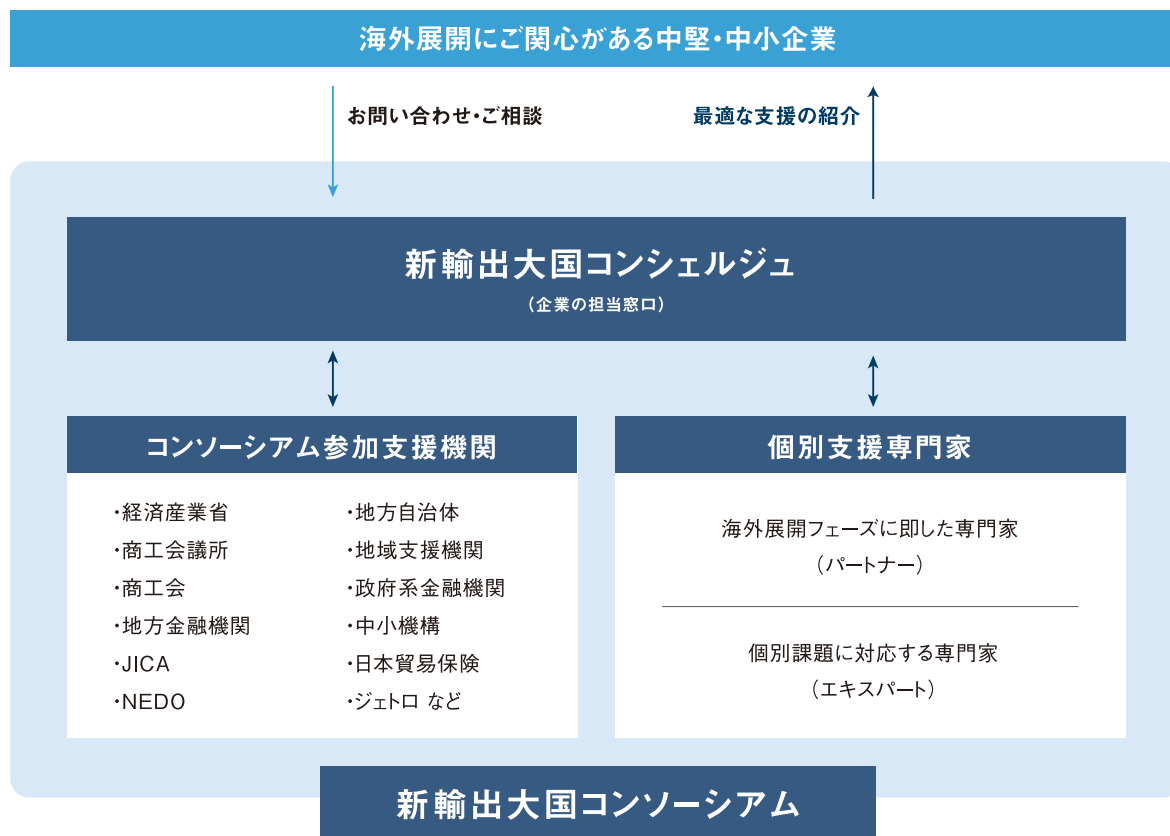 海外展開にご関心がある中堅・中小企業
お問い合わせ・ご相談
最適な支援の紹介
新輸出大国コンシェルジュ
（企業の担当窓口）
コンソーシアム参加支援機関
・経済産業省
・商工会議所
・商工会
・地方金融機関
・JICA
・NEDO
・地方自治体
・地域支援機関
・政府系金融機関
・中小機構
・日本貿易保険
・ジェトロ など
個別支援専門家
海外展開フェーズに即した専門家
（パートナー）
個別課題に対応する専門家
（エキスパート）
新輸出大国コンソーシアム